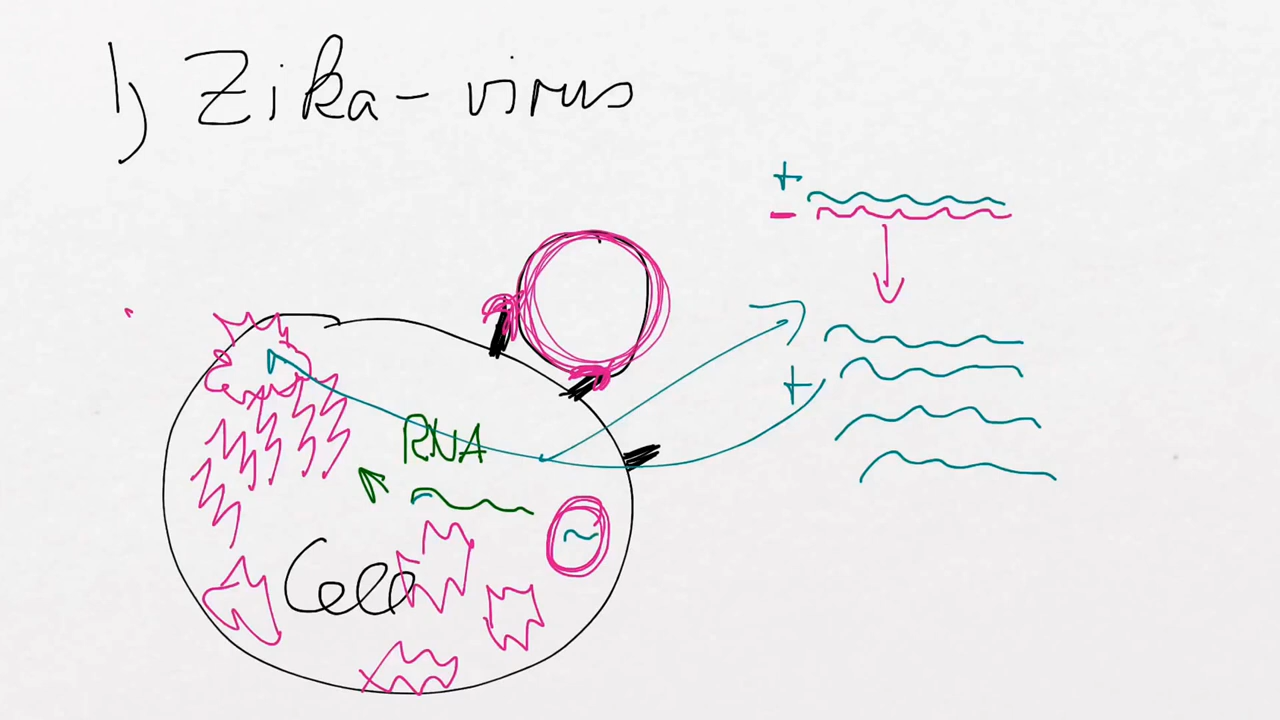 1) Zika-virus
+
-
+
RNA
Cell